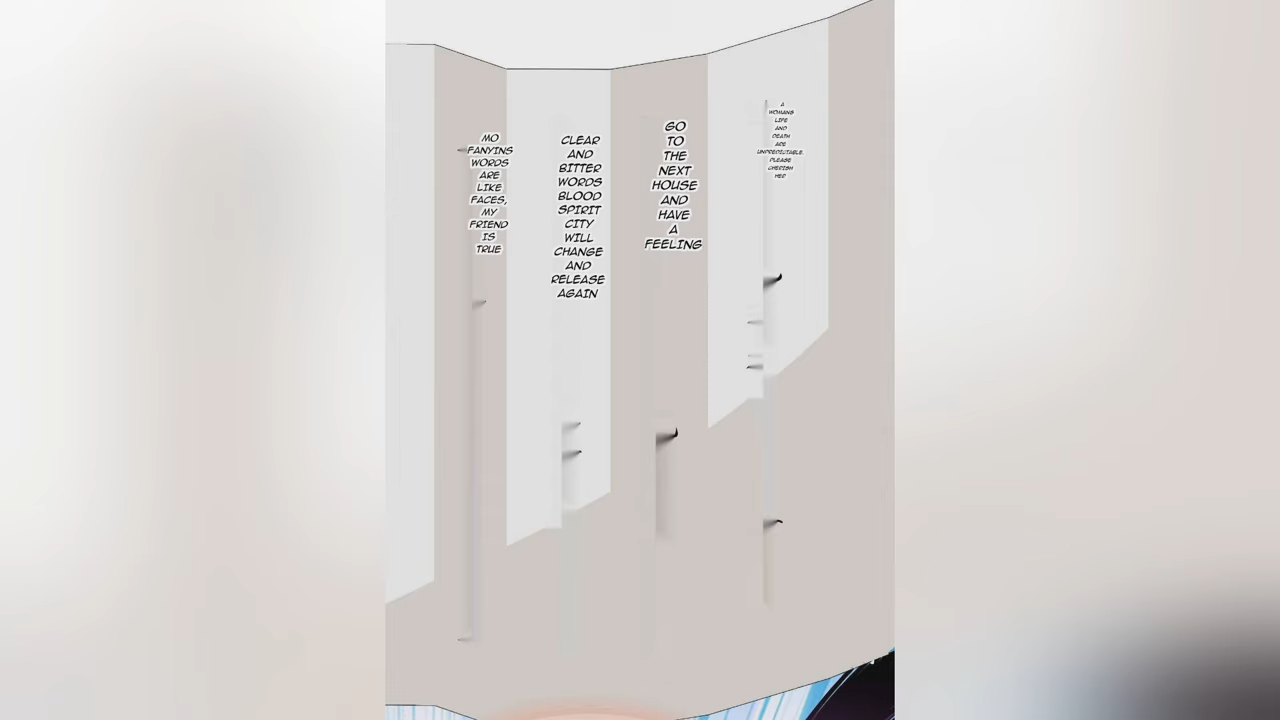 MO
FANYINS
WORDS
ARE
LIKE
FACES,
MY
FRIEND
IS
TRUE
CLEAR
AND
BITTER
WORDS
BLOOD
SPIRIT
CITY
WILL
CHANGE
AND
RELEASE
AGAIN
GO
TO
THE
NEXT
HOUSE
AND
HAVE
A
FEELING
A
WOMANS
LIFE
AND
DEATH
ARE
UNPREDICTABLE.
PLEASE
CHERISH
HER